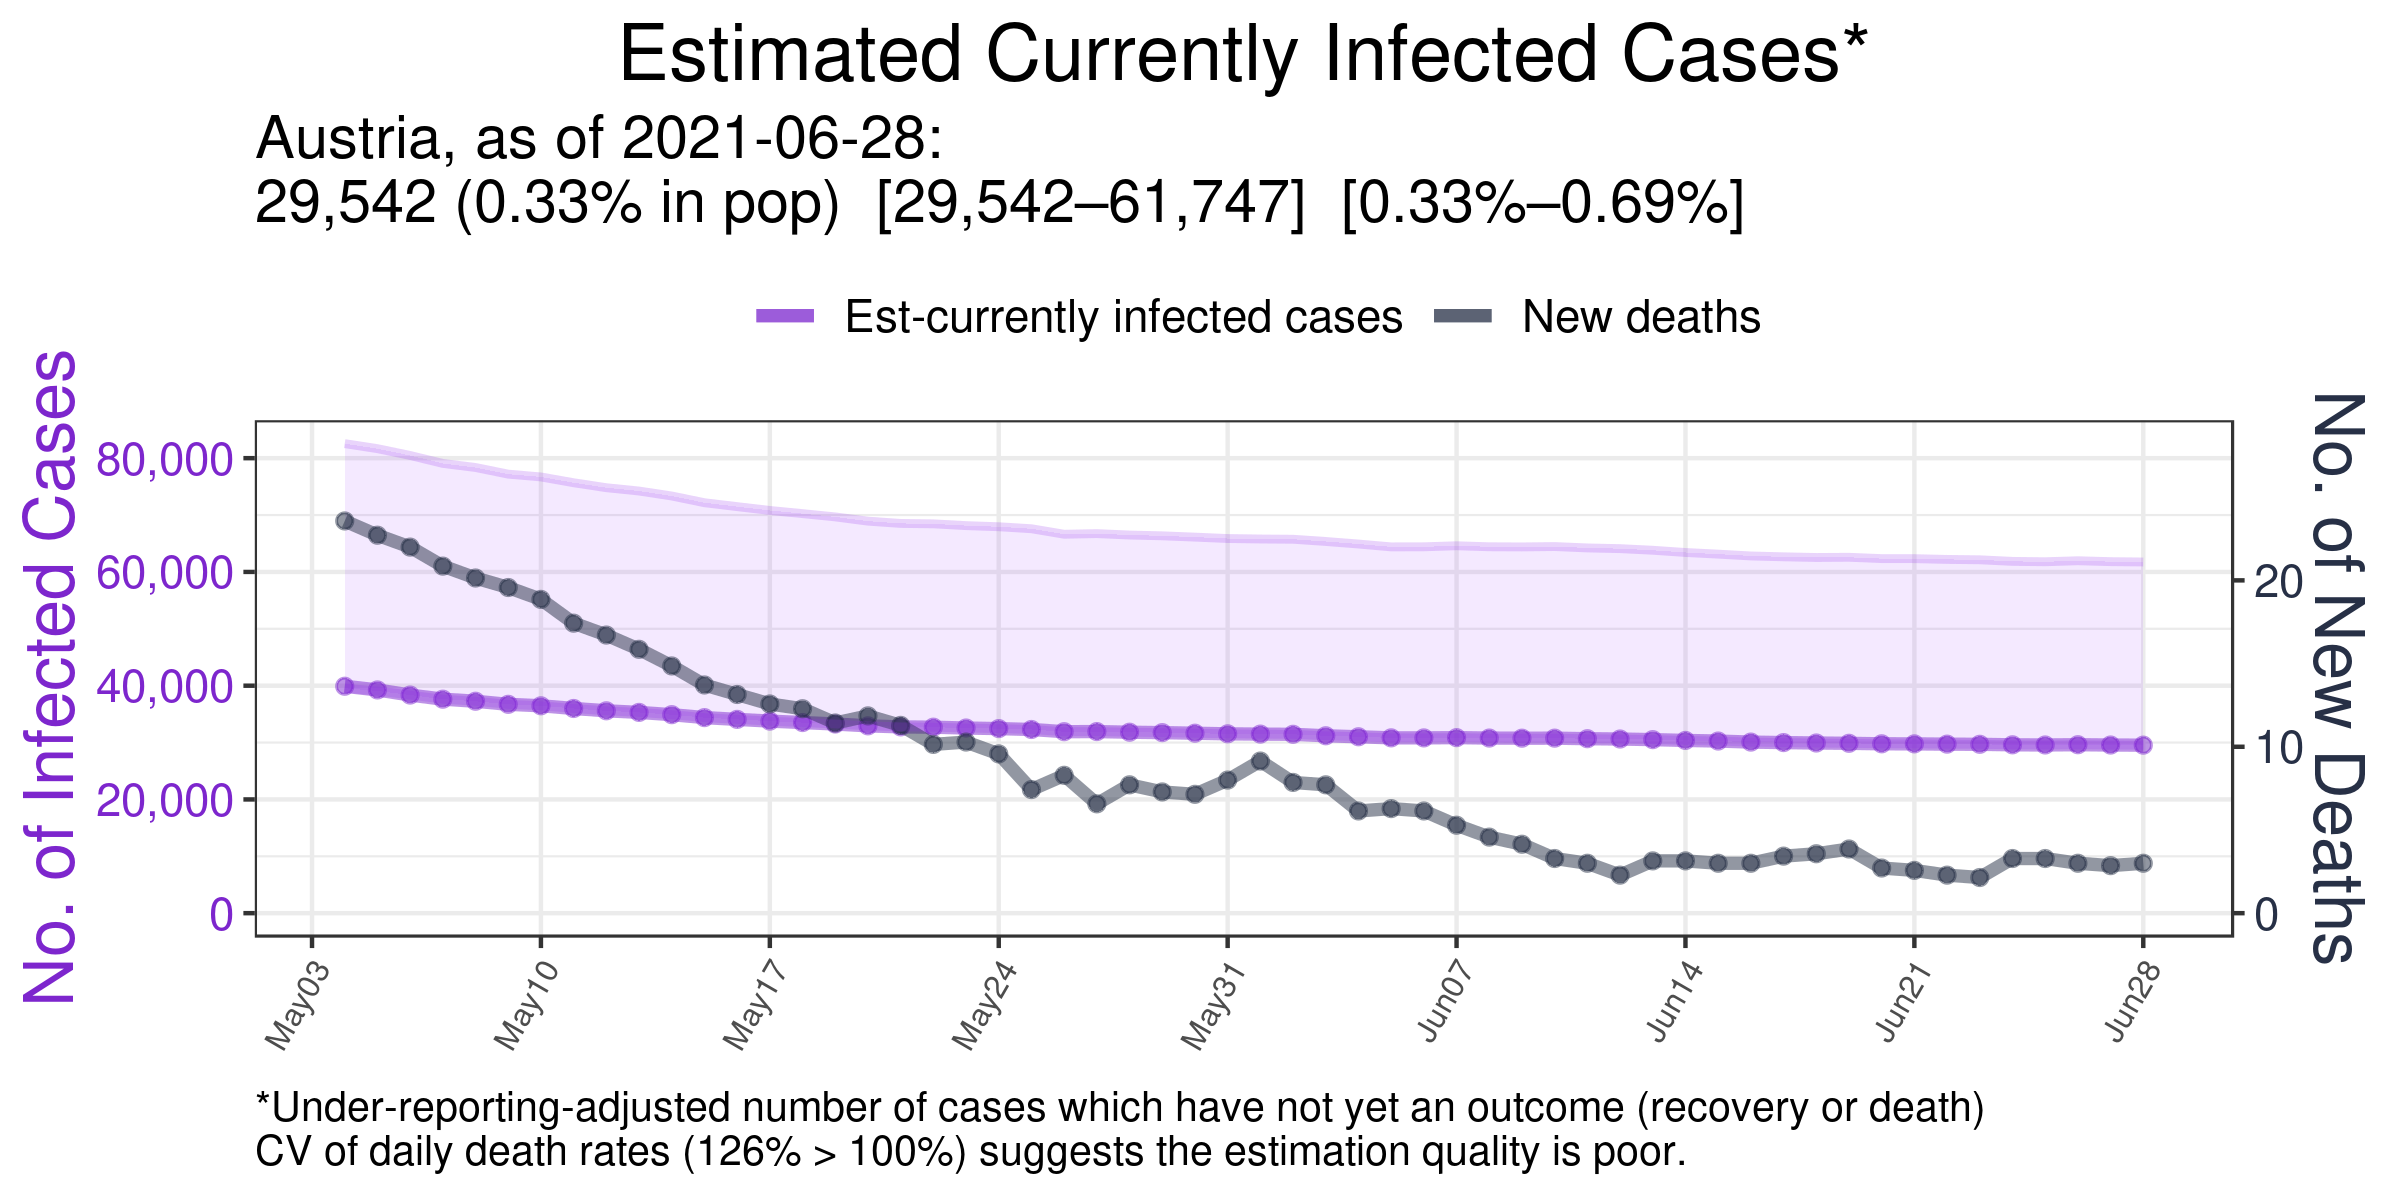 Estimated Currently Infected Cases*
Austria, as of 2021-06-28:
29,542 (0.33% in pop)  [29,542–61,747]  [0.33%–0.69%]
Est-currently infected cases
New deaths
No. of Infected Cases
80,000
60,000
40,000
20,000
0
No. of New Deaths
20
10
0
May03
May10
May17
May24
May31
Jun07
Jun14
Jun21
Jun28
*Under-reporting-adjusted number of cases which have not yet an outcome (recovery or death)
CV of daily death rates (126% > 100%) suggests the estimation quality is poor.